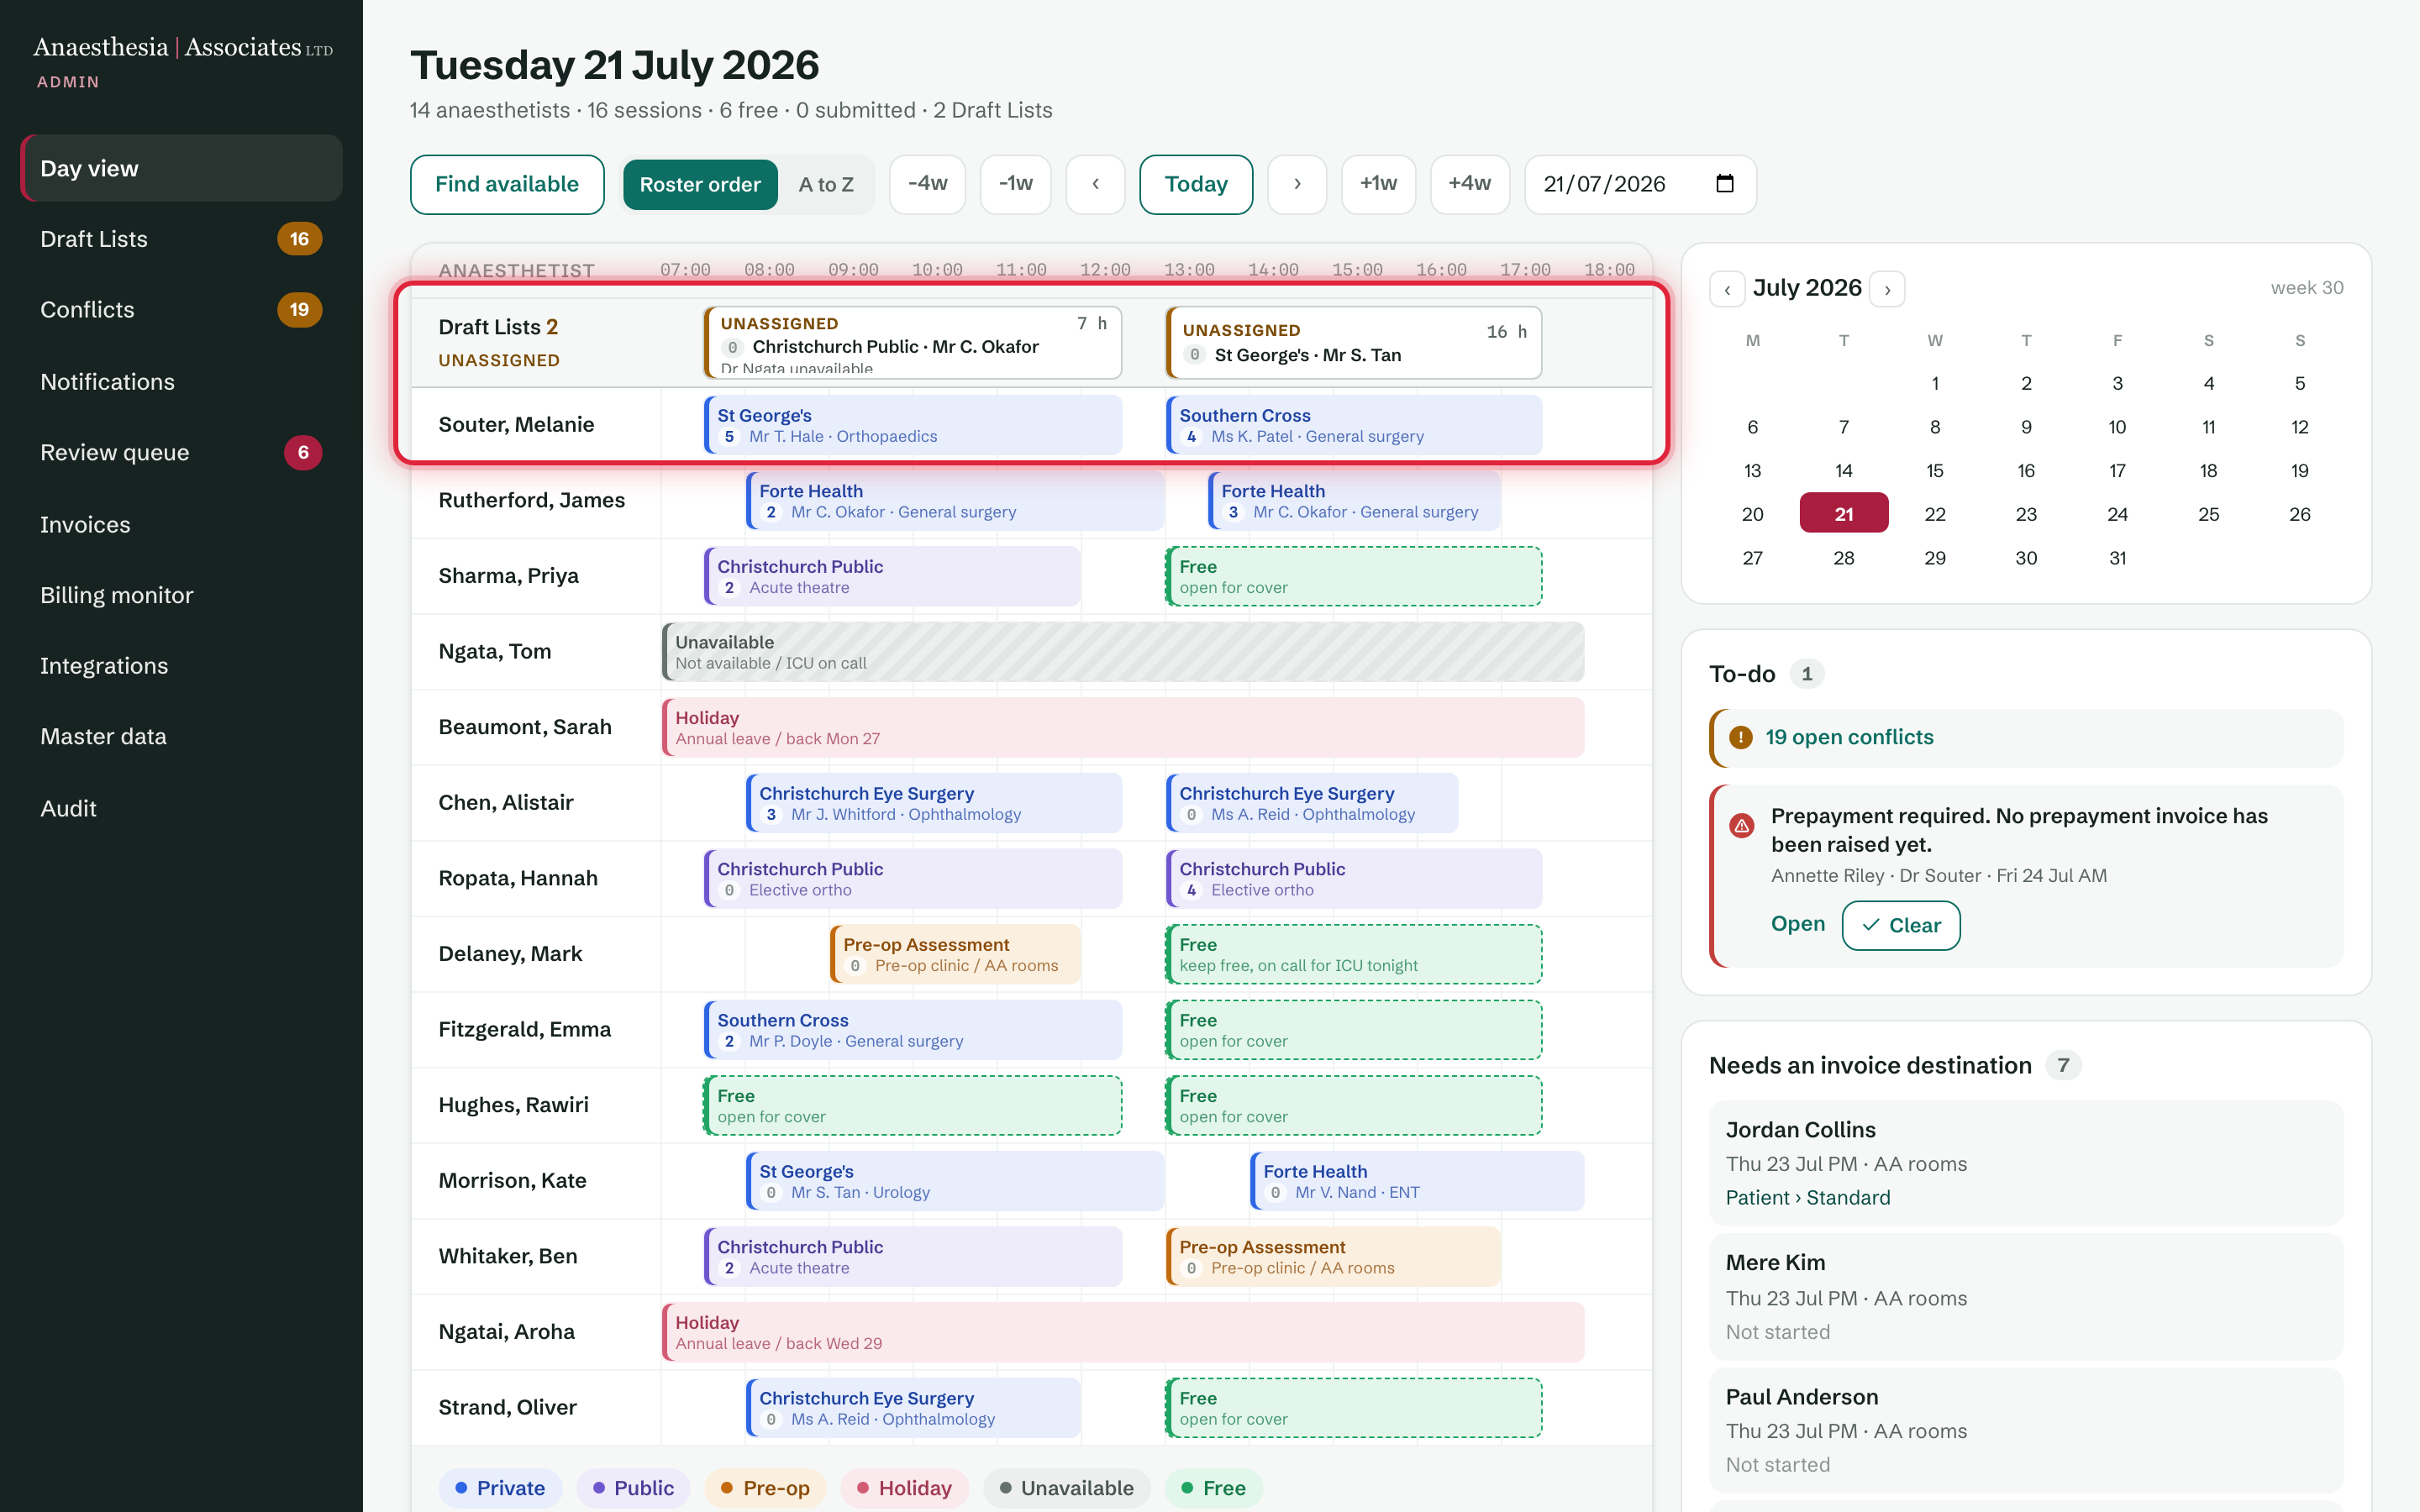 Anaesthesia | Associates LTD
ADMIN
Day view
Draft Lists 16
Conflicts 19
Notifications
Review queue 6
Invoices
Billing monitor
Integrations
Master data
Audit
Tuesday 21 July 2026
14 anaesthetists · 16 sessions · 6 free · 0 submitted · 2 Draft Lists
Find available Roster order A to Z -4w -1w ‹ Today › +1w +4w 21/07/2026
ANAESTHETIST 07:00 08:00 09:00 10:00 11:00 12:00 13:00 14:00 15:00 16:00 17:00 18:00
Draft Lists 2
UNASSIGNED
UNASSIGNED 7 h
0 Christchurch Public · Mr C. Okafor
Dr Ngata unavailable
UNASSIGNED 16 h
0 St George's · Mr S. Tan
Souter, Melanie
St George's
5 Mr T. Hale · Orthopaedics
Southern Cross
4 Ms K. Patel · General surgery
Rutherford, James
Forte Health
2 Mr C. Okafor · General surgery
Forte Health
3 Mr C. Okafor · General surgery
Sharma, Priya
Christchurch Public
2 Acute theatre
Free
open for cover
Ngata, Tom
Unavailable
Not available / ICU on call
Beaumont, Sarah
Holiday
Annual leave / back Mon 27
Chen, Alistair
Christchurch Eye Surgery
3 Mr J. Whitford · Ophthalmology
Christchurch Eye Surgery
0 Ms A. Reid · Ophthalmology
Ropata, Hannah
Christchurch Public
0 Elective ortho
Christchurch Public
4 Elective ortho
Delaney, Mark
Pre-op Assessment
0 Pre-op clinic / AA rooms
Free
keep free, on call for ICU tonight
Fitzgerald, Emma
Southern Cross
2 Mr P. Doyle · General surgery
Free
open for cover
Hughes, Rawiri
Free
open for cover
Free
open for cover
Morrison, Kate
St George's
0 Mr S. Tan · Urology
Forte Health
0 Mr V. Nand · ENT
Whitaker, Ben
Christchurch Public
2 Acute theatre
Pre-op Assessment
0 Pre-op clinic / AA rooms
Ngatai, Aroha
Holiday
Annual leave / back Wed 29
Strand, Oliver
Christchurch Eye Surgery
0 Ms A. Reid · Ophthalmology
Free
open for cover
Private Public Pre-op Holiday Unavailable Free
‹ July 2026 › week 30
M T W T F S S
1 2 3 4 5
6 7 8 9 10 11 12
13 14 15 16 17 18 19
20 21 22 23 24 25 26
27 28 29 30 31
To-do 1
! 19 open conflicts
Prepayment required. No prepayment invoice has
been raised yet.
Annette Riley · Dr Souter · Fri 24 Jul AM
Open ✓ Clear
Needs an invoice destination 7
Jordan Collins
Thu 23 Jul PM · AA rooms
Patient › Standard
Mere Kim
Thu 23 Jul PM · AA rooms
Not started
Paul Anderson
Thu 23 Jul PM · AA rooms
Not started